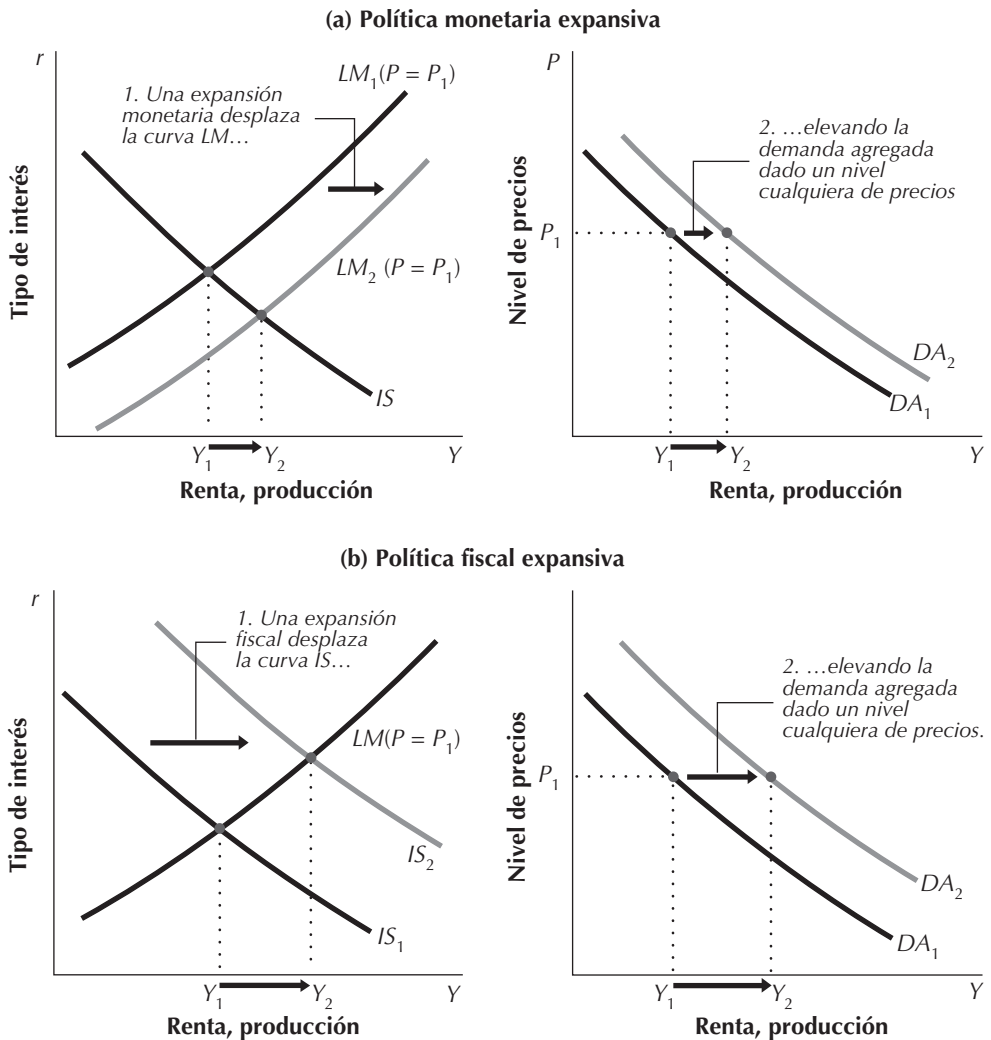 (a) Política monetaria expansiva
r
Tipo de interés
1. Una expansión
monetaria desplaza
la curva LM…
LM₁(P = P₁)
LM₂ (P = P₁)
IS
Y₁
Y₂
Y
Renta, producción
P
Nivel de precios
P₁
2. …elevando la
demanda agregada
dado un nivel
cualquiera de precios
DA₂
DA₁
Y₁
Y₂
Y
Renta, producción
(b) Política fiscal expansiva
r
Tipo de interés
1. Una expansión
fiscal desplaza
la curva IS…
LM(P = P₁)
IS₂
IS₁
Y₁
Y₂
Y
Renta, producción
Nivel de precios
P₁
2. …elevando la
demanda agregada
dado un nivel
cualquiera de precios.
DA₂
DA₁
Y₁
Y₂
Y
Renta, producción